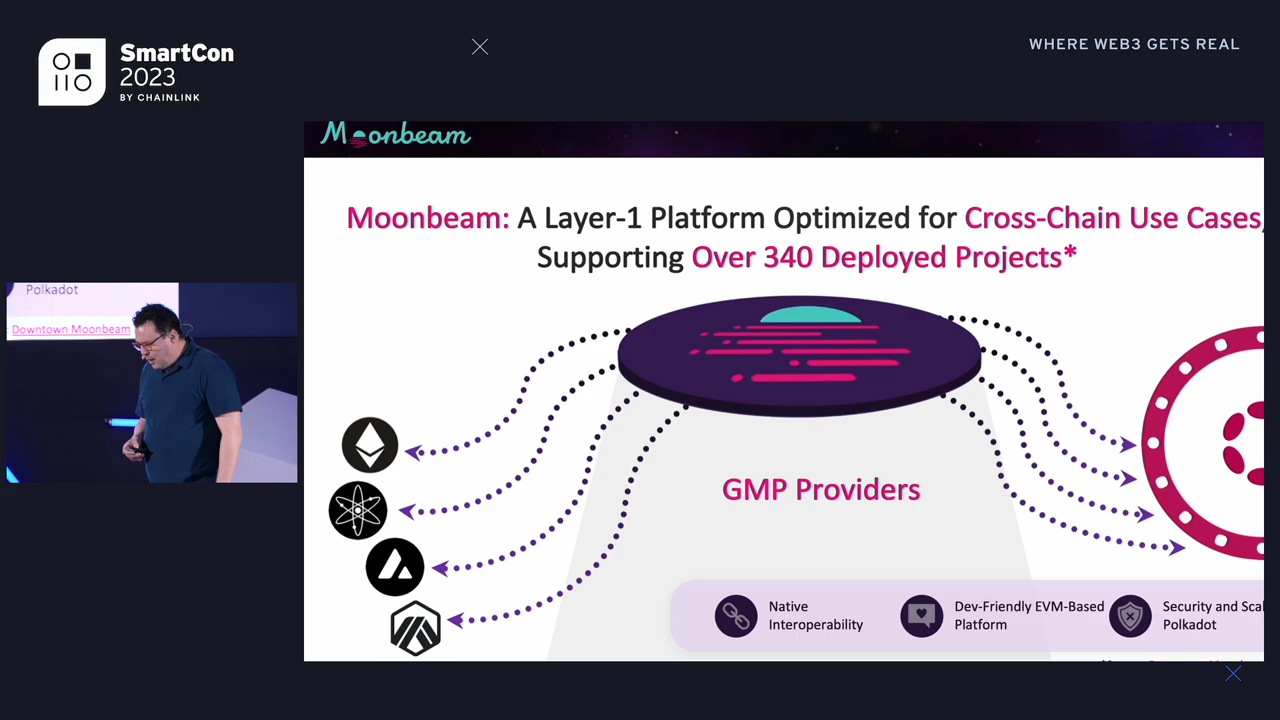 SmartCon
2023
BY CHAINLINK
WHERE WEB3 GETS REAL
Moonbeam
Moonbeam: A Layer-1 Platform Optimized for Cross-Chain Use Cases,
Supporting Over 340 Deployed Projects*
Polkadot
Downtown Moonbeam
GMP Providers
Native
Interoperability
Dev-Friendly EVM-Based
Platform
Security and Scal
Polkadot